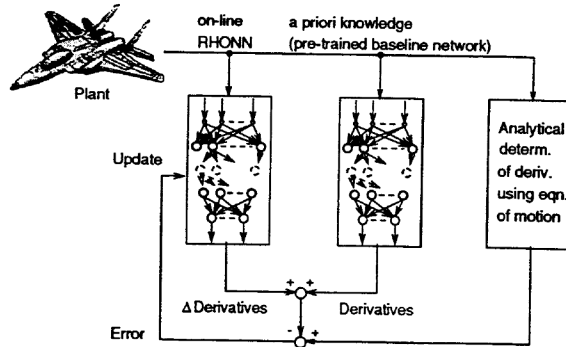 on-line
RHONN
a priori knowledge
(pre-trained baseline network)
Plant
Update
Analytical
determ.
of deriv.
using eqn.
of motion
+
+
Δ Derivatives
Derivatives
-
+
Error